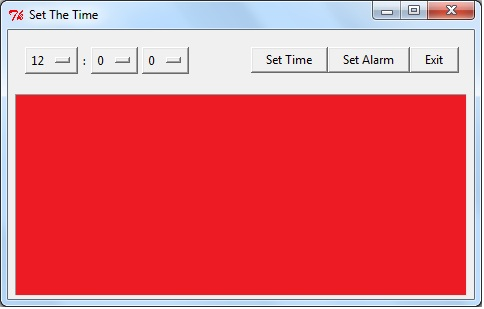 Set The Time
12 : 0 0 Set Time Set Alarm Exit